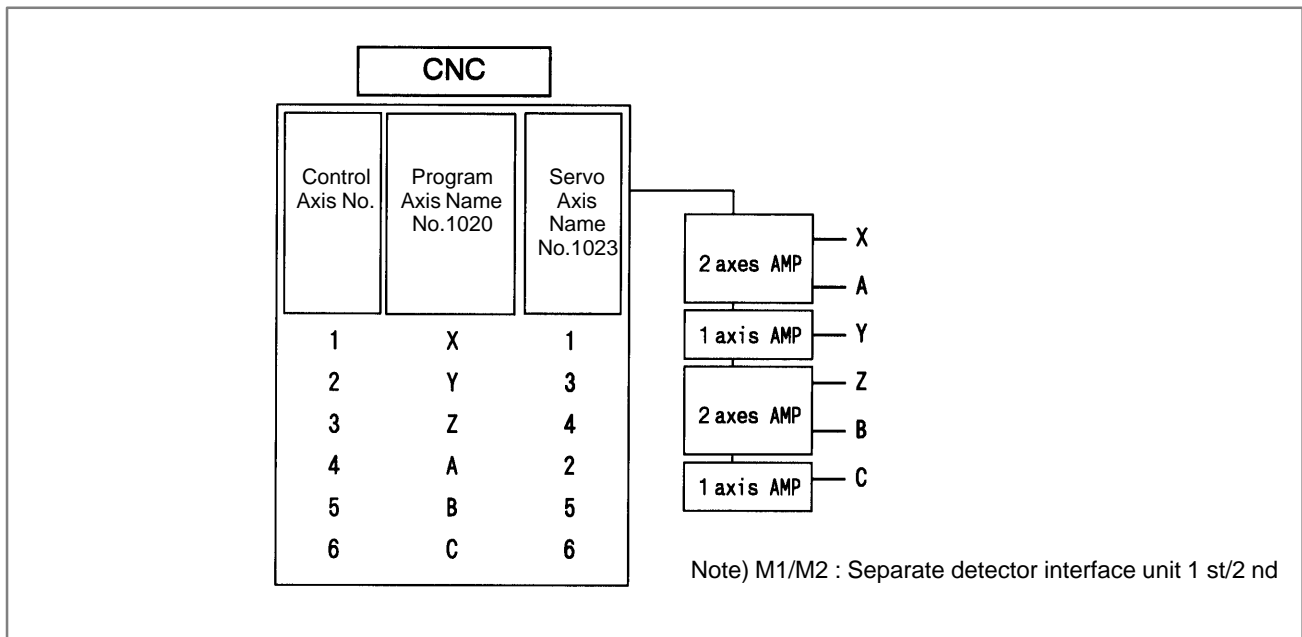 CNC
Control
Axis No.
Program
Axis Name
No.1020
Servo
Axis
Name
No.1023
1 X 1
2 Y 3
3 Z 4
4 A 2
5 B 5
6 C 6
2 axes AMP
X
A
1 axis AMP
Y
2 axes AMP
Z
B
1 axis AMP
C
Note) M1/M2 : Separate detector interface unit 1 st/2 nd